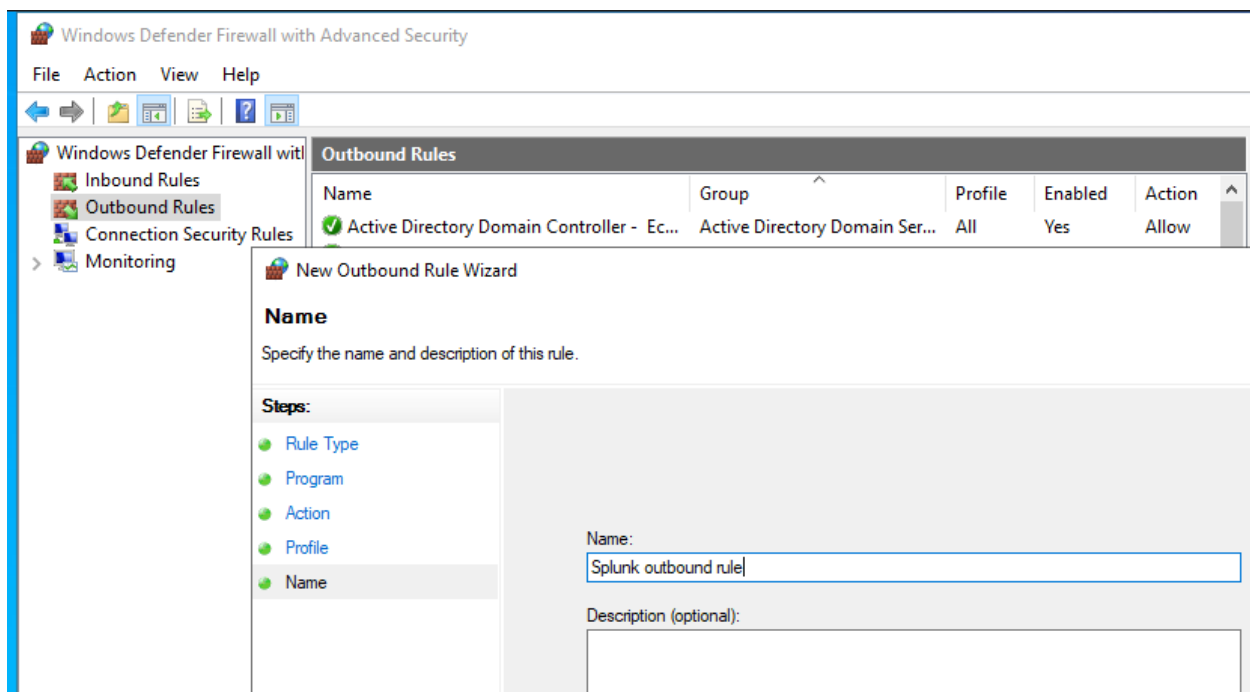 Windows Defender Firewall with Advanced Security
File Action View Help
Windows Defender Firewall with
Inbound Rules
Outbound Rules
Connection Security Rules
Monitoring
Outbound Rules
Name Group Profile Enabled Action
Active Directory Domain Controller - Ec... Active Directory Domain Ser... All Yes Allow
New Outbound Rule Wizard
Name
Specify the name and description of this rule.
Steps:
Rule Type
Program
Action
Profile
Name
Name:
Splunk outbound rule
Description (optional):